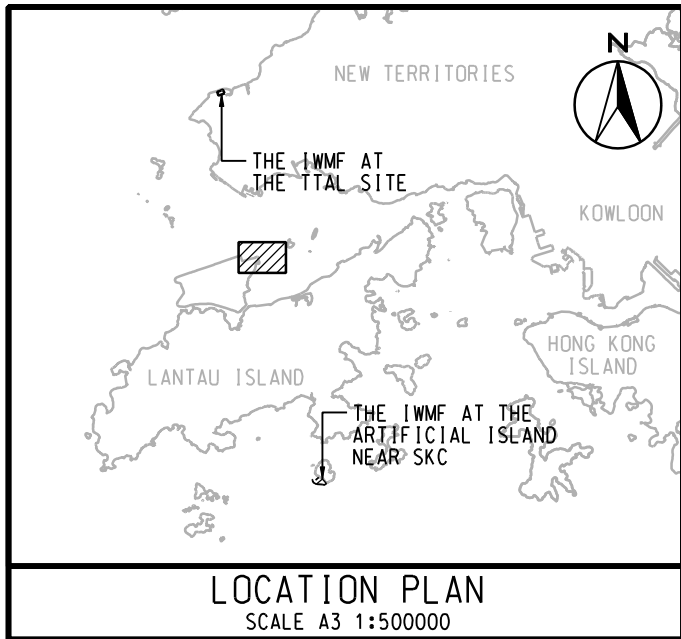 N
NEW TERRITORIES
THE IWMF AT
THE TTAL SITE
KOWLOON
HONG KONG
ISLAND
LANTAU ISLAND
THE IWMF AT THE
ARTIFICIAL ISLAND
NEAR SKC
LOCATION PLAN
SCALE A3 1:500000